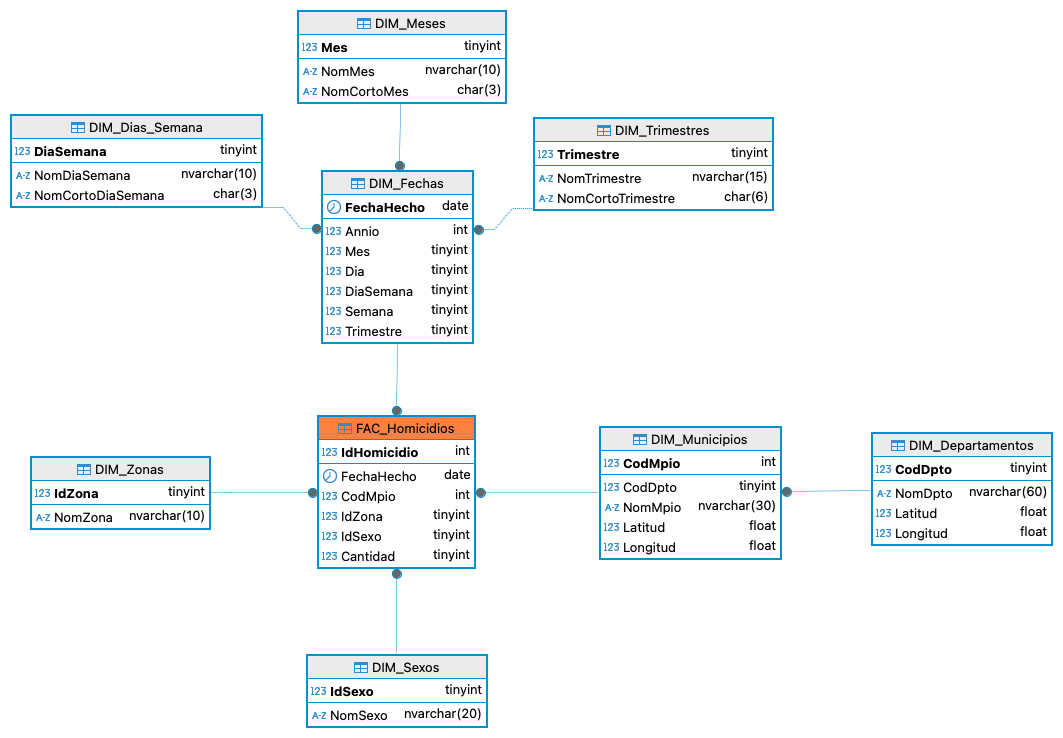 DIM_Meses
123 Mes tinyint
A-Z NomMes nvarchar(10)
A-Z NomCortoMes char(3)
DIM_Dias_Semana
123 DiaSemana tinyint
A-Z NomDiaSemana nvarchar(10)
A-Z NomCortoDiaSemana char(3)
DIM_Trimestres
123 Trimestre tinyint
A-Z NomTrimestre nvarchar(15)
A-Z NomCortoTrimestre char(6)
DIM_Fechas
FechaHecho date
123 Annio int
123 Mes tinyint
123 Dia tinyint
123 DiaSemana tinyint
123 Semana tinyint
123 Trimestre tinyint
FAC_Homicidios
123 IdHomicidio int
FechaHecho date
123 CodMpio int
123 IdZona tinyint
123 IdSexo tinyint
123 Cantidad tinyint
DIM_Zonas
123 IdZona tinyint
A-Z NomZona nvarchar(10)
DIM_Municipios
123 CodMpio int
123 CodDpto tinyint
A-Z NomMpio nvarchar(30)
123 Latitud float
123 Longitud float
DIM_Departamentos
123 CodDpto tinyint
A-Z NomDpto nvarchar(60)
123 Latitud float
123 Longitud float
DIM_Sexos
123 IdSexo tinyint
A-Z NomSexo nvarchar(20)